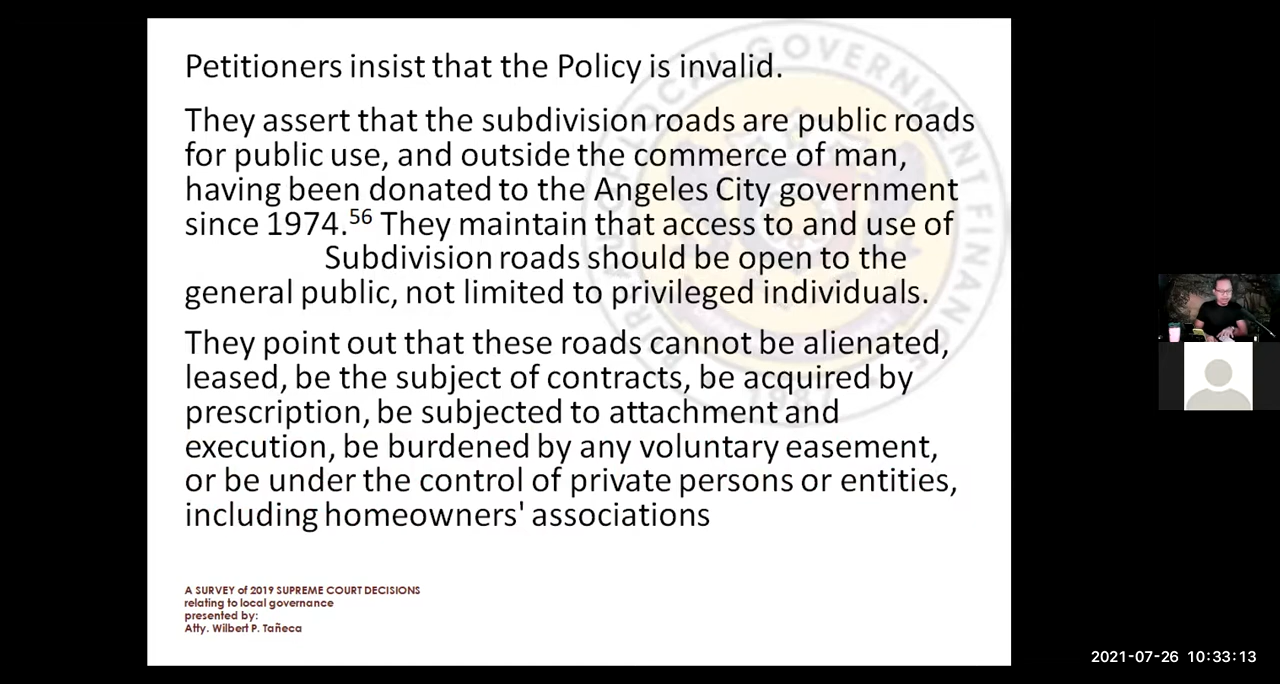 Petitioners insist that the Policy is invalid.
They assert that the subdivision roads are public roads
for public use, and outside the commerce of man,
having been donated to the Angeles City government
since 1974.56 They maintain that access to and use of
Subdivision roads should be open to the
general public, not limited to privileged individuals.
They point out that these roads cannot be alienated,
leased, be the subject of contracts, be acquired by
prescription, be subjected to attachment and
execution, be burdened by any voluntary easement,
or be under the control of private persons or entities,
including homeowners' associations
A SURVEY of 2019 SUPREME COURT DECISIONS
relating to local governance
presented by:
Atty. Wilbert P. Tañeca
2021-07-26 10:33:13